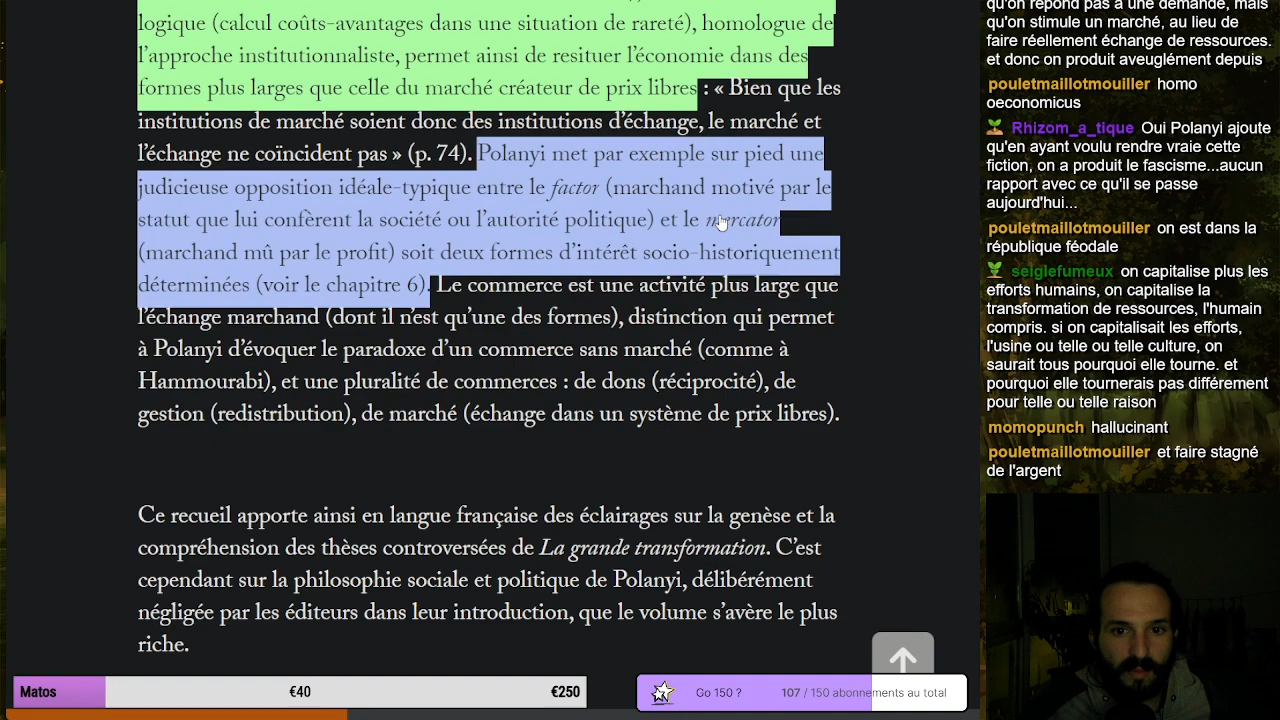 logique (calcul coûts-avantages dans une situation de rareté), homologue de
l'approche institutionnaliste, permet ainsi de resituer l'économie dans des
formes plus larges que celle du marché créateur de prix libres : « Bien que les
institutions de marché soient donc des institutions d'échange, le marché et
l'échange ne coïncident pas » (p. 74). Polanyi met par exemple sur pied une
judicieuse opposition idéale-typique entre le factor (marchand motivé par le
statut que lui confèrent la société ou l'autorité politique) et le mercator
(marchand mû par le profit) soit deux formes d'intérêt socio-historiquement
déterminées (voir le chapitre 6). Le commerce est une activité plus large que
l'échange marchand (dont il n'est qu'une des formes), distinction qui permet
à Polanyi d'évoquer le paradoxe d'un commerce sans marché (comme à
Hammourabi), et une pluralité de commerces : de dons (réciprocité), de
gestion (redistribution), de marché (échange dans un système de prix libres).
Ce recueil apporte ainsi en langue française des éclairages sur la genèse et la
compréhension des thèses controversées de La grande transformation. C'est
cependant sur la philosophie sociale et politique de Polanyi, délibérément
négligée par les éditeurs dans leur introduction, que le volume s'avère le plus
riche.
Matos €40 €250
Go 150 ? 107 / 150 abonnements au total
qu'on répond pas à une demande, mais
qu'on stimule un marché, au lieu de
faire réellement échange de ressources.
et donc on produit aveuglément depuis
pouletmaillotmouiller homo
oeconomicus
Rhizom_a_tique Oui Polanyi ajoute
qu'en ayant voulu rendre vraie cette
fiction, on a produit le fascisme...aucun
rapport avec ce qu'il se passe
aujourd'hui...
pouletmaillotmouiller on est dans la
république féodale
seiglefumeux on capitalise plus les
efforts humains, on capitalise la
transformation de ressources, l'humain
compris. si on capitalisait les efforts,
l'usine ou telle ou telle culture, on
saurait tous pourquoi elle tourne. et
pourquoi elle tournerais pas différement
pour telle ou telle raison
momopunch hallucinant
pouletmaillotmouiller et faire stagné
de l'argent